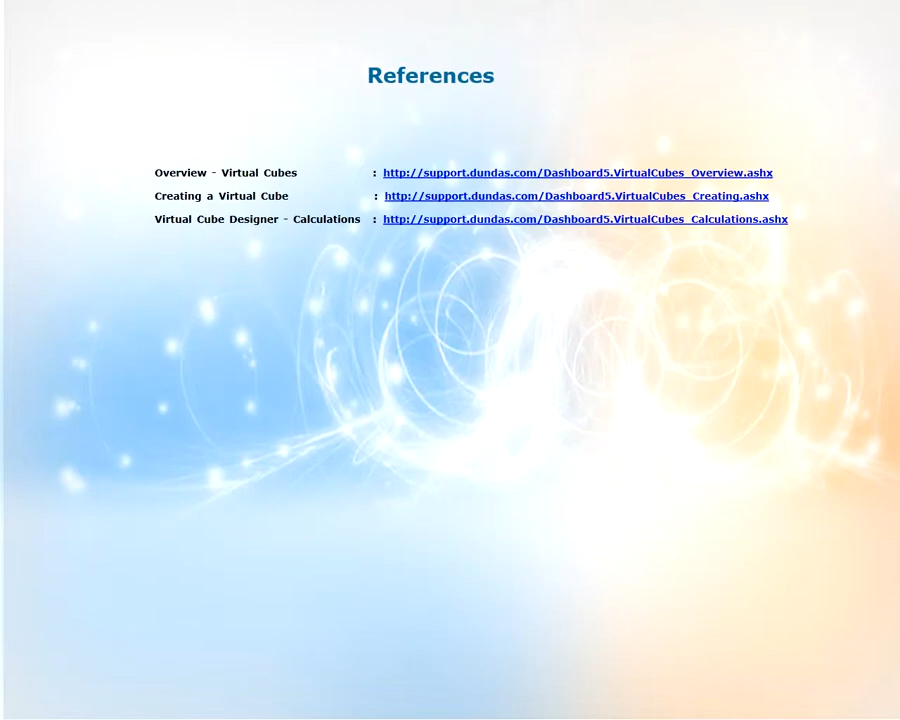 References
Overview - Virtual Cubes : http://support.dundas.com/Dashboard5.VirtualCubes_Overview.ashx
Creating a Virtual Cube : http://support.dundas.com/Dashboard5.VirtualCubes_Creating.ashx
Virtual Cube Designer - Calculations : http://support.dundas.com/Dashboard5.VirtualCubes_Calculations.ashx